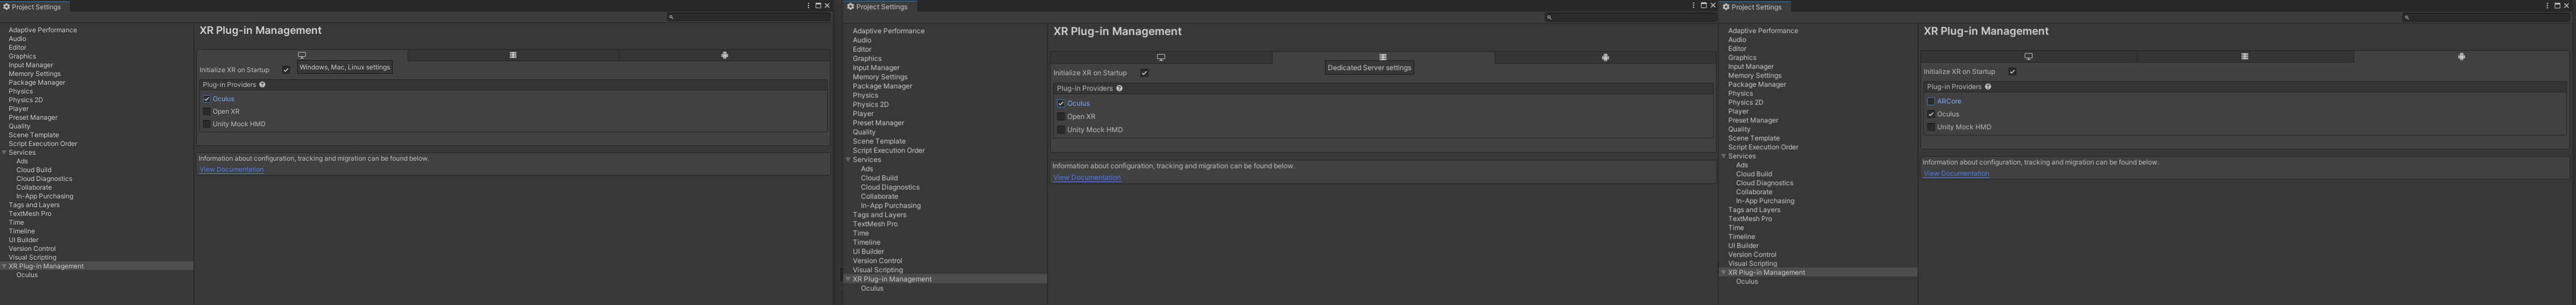 Project Settings
XR Plug-in Management
Adaptive Performance
Audio
Editor
Graphics
Input Manager
Memory Settings
Package Manager
Physics
Physics 2D
Player
Preset Manager
Quality
Scene Template
Script Execution Order
Services
Ads
Cloud Build
Cloud Diagnostics
Collaborate
In-App Purchasing
Tags and Layers
TextMesh Pro
Time
Timeline
UI Builder
Version Control
Visual Scripting
XR Plug-in Management
Oculus
Initialize XR on Startup
Windows, Mac, Linux settings
Plug-in Providers
Oculus
Open XR
Unity Mock HMD
Information about configuration, tracking and migration can be found below.
View Documentation
Project Settings
XR Plug-in Management
Adaptive Performance
Audio
Editor
Graphics
Input Manager
Memory Settings
Package Manager
Physics
Physics 2D
Player
Preset Manager
Quality
Scene Template
Script Execution Order
Services
Ads
Cloud Build
Cloud Diagnostics
Collaborate
In-App Purchasing
Tags and Layers
TextMesh Pro
Time
Timeline
UI Builder
Version Control
Visual Scripting
XR Plug-in Management
Oculus
Dedicated Server settings
Initialize XR on Startup
Plug-in Providers
Oculus
Open XR
Unity Mock HMD
Information about configuration, tracking and migration can be found below.
View Documentation
Project Settings
XR Plug-in Management
Adaptive Performance
Audio
Editor
Graphics
Input Manager
Memory Settings
Package Manager
Physics
Physics 2D
Player
Preset Manager
Quality
Scene Template
Script Execution Order
Services
Ads
Cloud Build
Cloud Diagnostics
Collaborate
In-App Purchasing
Tags and Layers
TextMesh Pro
Time
Timeline
UI Builder
Version Control
Visual Scripting
XR Plug-in Management
Oculus
Initialize XR on Startup
Plug-in Providers
ARCore
Oculus
Unity Mock HMD
Information about configuration, tracking and migration can be found below.
View Documentation